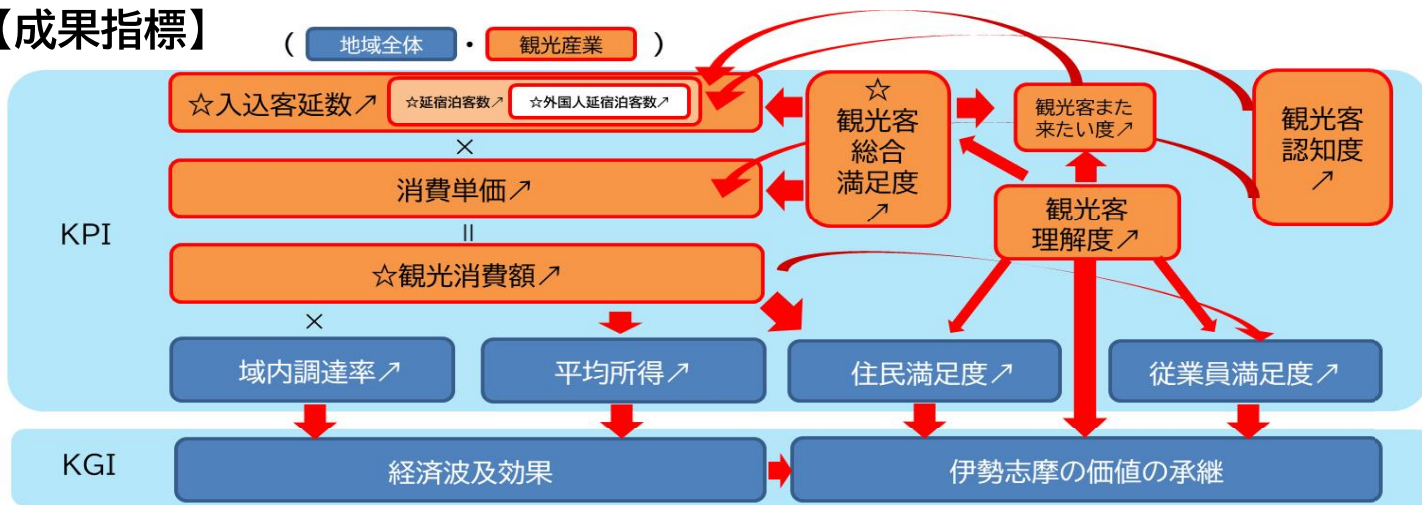 【成果指標】
( 地域全体 ・ 観光産業 )
☆入込客延数↗ ☆延宿泊客数↗ ☆外国人延宿泊客数↗
×
消費単価↗
||
☆観光消費額↗
×
☆
観光客
総合
満足度
↗
観光客また
来たい度↗
観光客
認知度
↗
観光客
理解度↗
KPI
域内調達率↗
平均所得↗
住民満足度↗
従業員満足度↗
KGI
経済波及効果
伊勢志摩の価値の承継